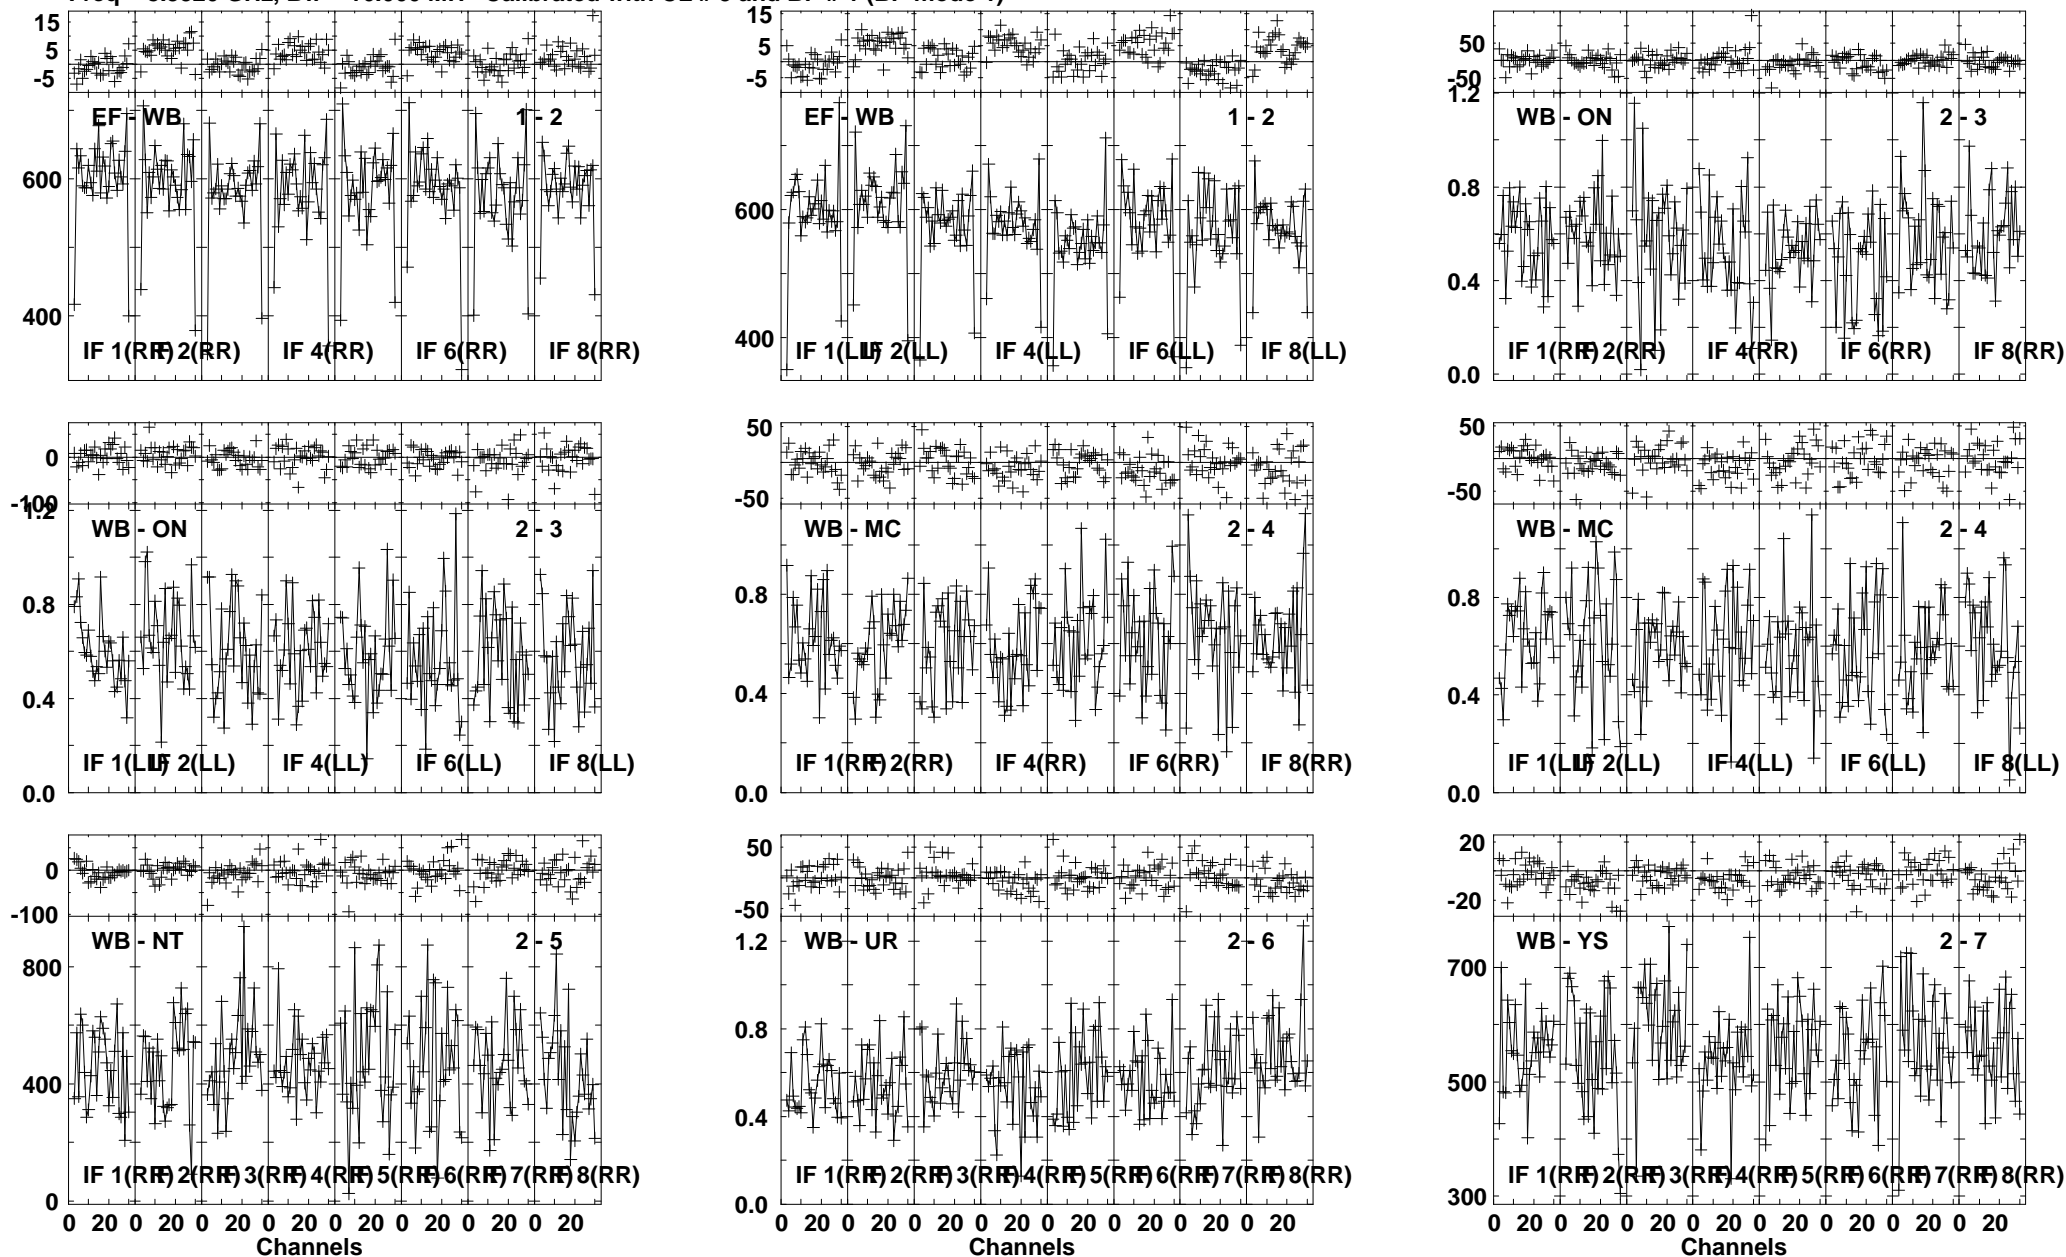 15
5
-5
EF - WB 1 - 2
600
400
IF 1(RR) IF 2(RR) IF 4(RR) IF 6(RR) IF 8(RR)
15
5
-5
EF - WB 1 - 2
600
400
IF 1(LL) IF 2(LL) IF 4(LL) IF 6(LL) IF 8(LL)
50
-50
1.2
WB - ON 2 - 3
0.8
0.4
IF 1(RR) IF 2(RR) IF 4(RR) IF 6(RR) IF 8(RR)
0.0
0
-100
1.2
WB - ON 2 - 3
0.8
0.4
IF 1(LL) IF 2(LL) IF 4(LL) IF 6(LL) IF 8(LL)
0.0
50
-50
WB - MC 2 - 4
0.8
0.4
IF 1(RR) IF 2(RR) IF 4(RR) IF 6(RR) IF 8(RR)
0.0
50
-50
WB - MC 2 - 4
0.8
0.4
IF 1(LL) IF 2(LL) IF 4(LL) IF 6(LL) IF 8(LL)
0.0
0
-100
WB - NT 2 - 5
800
400
IF 1(RR) IF 2(RR) IF 3(RR) IF 4(RR) IF 5(RR) IF 6(RR) IF 7(RR) IF 8(RR)
0
0 20 0 20 0 20 0 20 0 20 0 20 0 20 0 20
Channels
50
-50
WB - UR 2 - 6
1.2
0.8
0.4
IF 1(RR) IF 2(RR) IF 3(RR) IF 4(RR) IF 5(RR) IF 6(RR) IF 7(RR) IF 8(RR)
0.0
0 20 0 20 0 20 0 20 0 20 0 20 0 20 0 20
Channels
20
-20
WB - YS 2 - 7
700
500
IF 1(RR) IF 2(RR) IF 3(RR) IF 4(RR) IF 5(RR) IF 6(RR) IF 7(RR) IF 8(RR)
300
0 20 0 20 0 20 0 20 0 20 0 20 0 20 0 20
Channels